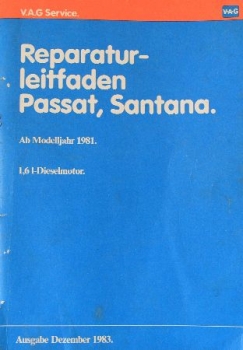 V.A.G Service.
V·A·G
Reparatur-
leitfaden
Passat, Santana.
Ab Modelljahr 1981.
1,6 l-Dieselmotor.
Ausgabe Dezember 1983.